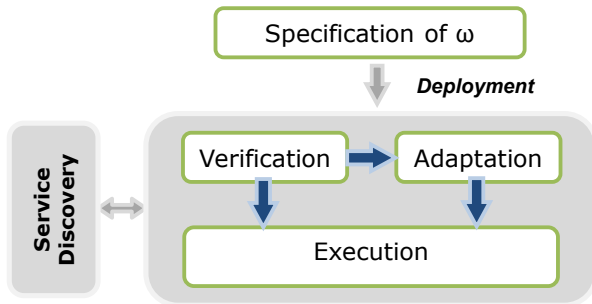 Specification of ω
Deployment
Verification
Adaptation
Service
Discovery
Execution